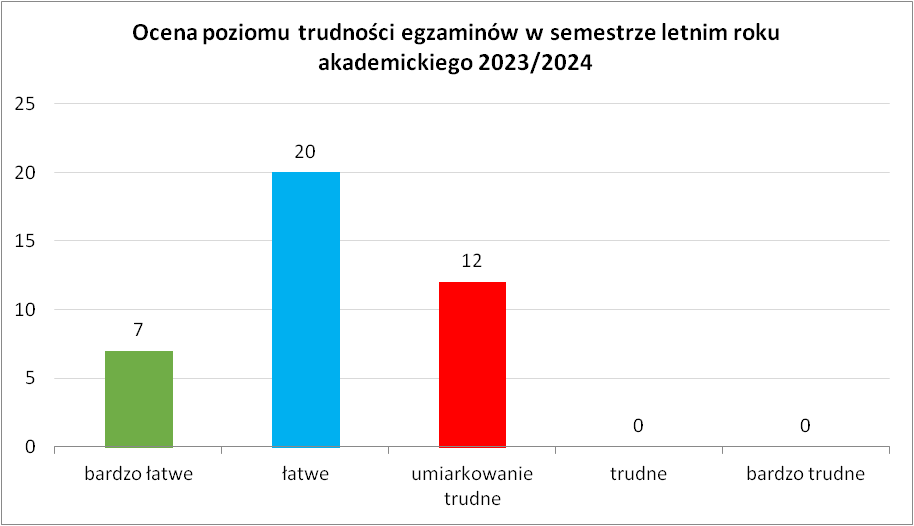 Ocena poziomu trudności egzaminów w semestrze letnim roku
akademickiego 2023/2024
25
20
15
10
5
0
7
20
12
0
0
bardzo łatwe
łatwe
umiarkowanie
trudne
trudne
bardzo trudne